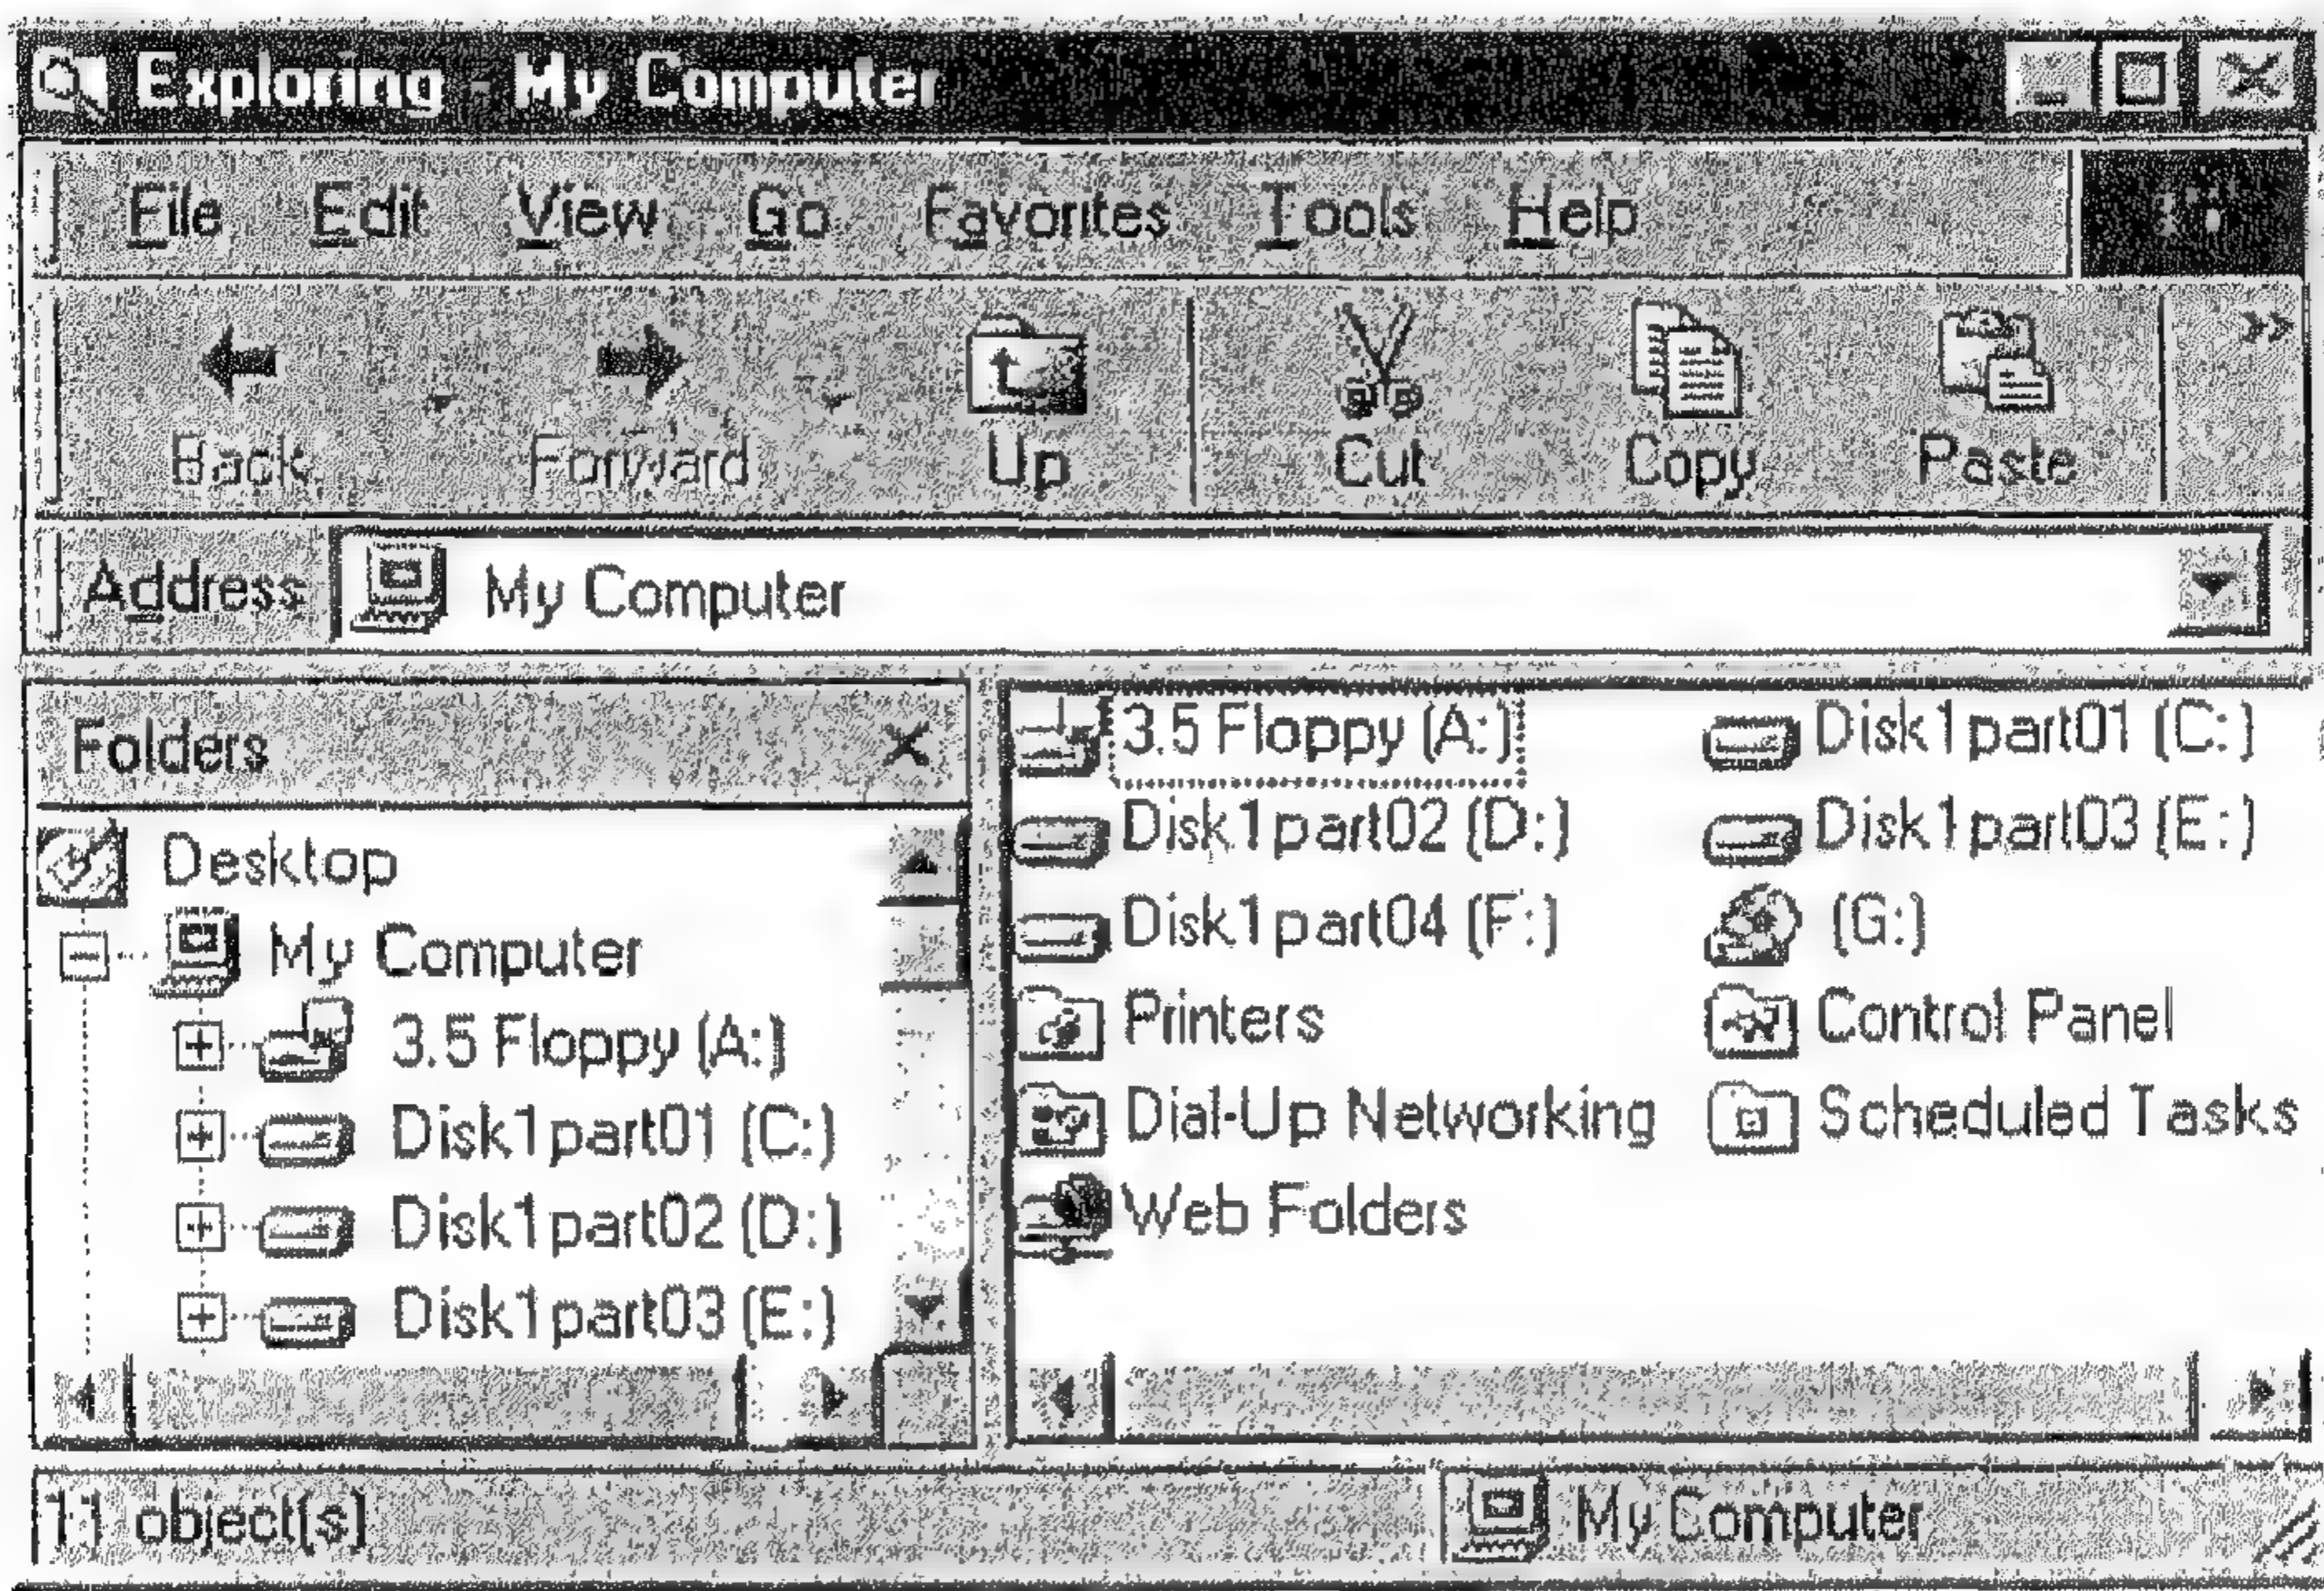 Exploring - My Computer
File Edit View Go Favorites Tools Help
Back Forward Up Cut Copy Paste
Address My Computer
Folders
Desktop
My Computer
3.5 Floppy (A:)
Disk1part01 (C:)
Disk1part02 (D:)
Disk1part03 (E:)
3.5 Floppy (A:) Disk1part01 (C:)
Disk1part02 (D:) Disk1part03 (E:)
Disk1part04 (F:) (G:)
Printers Control Panel
Dial-Up Networking Scheduled Tasks
Web Folders
11 object(s) My Computer